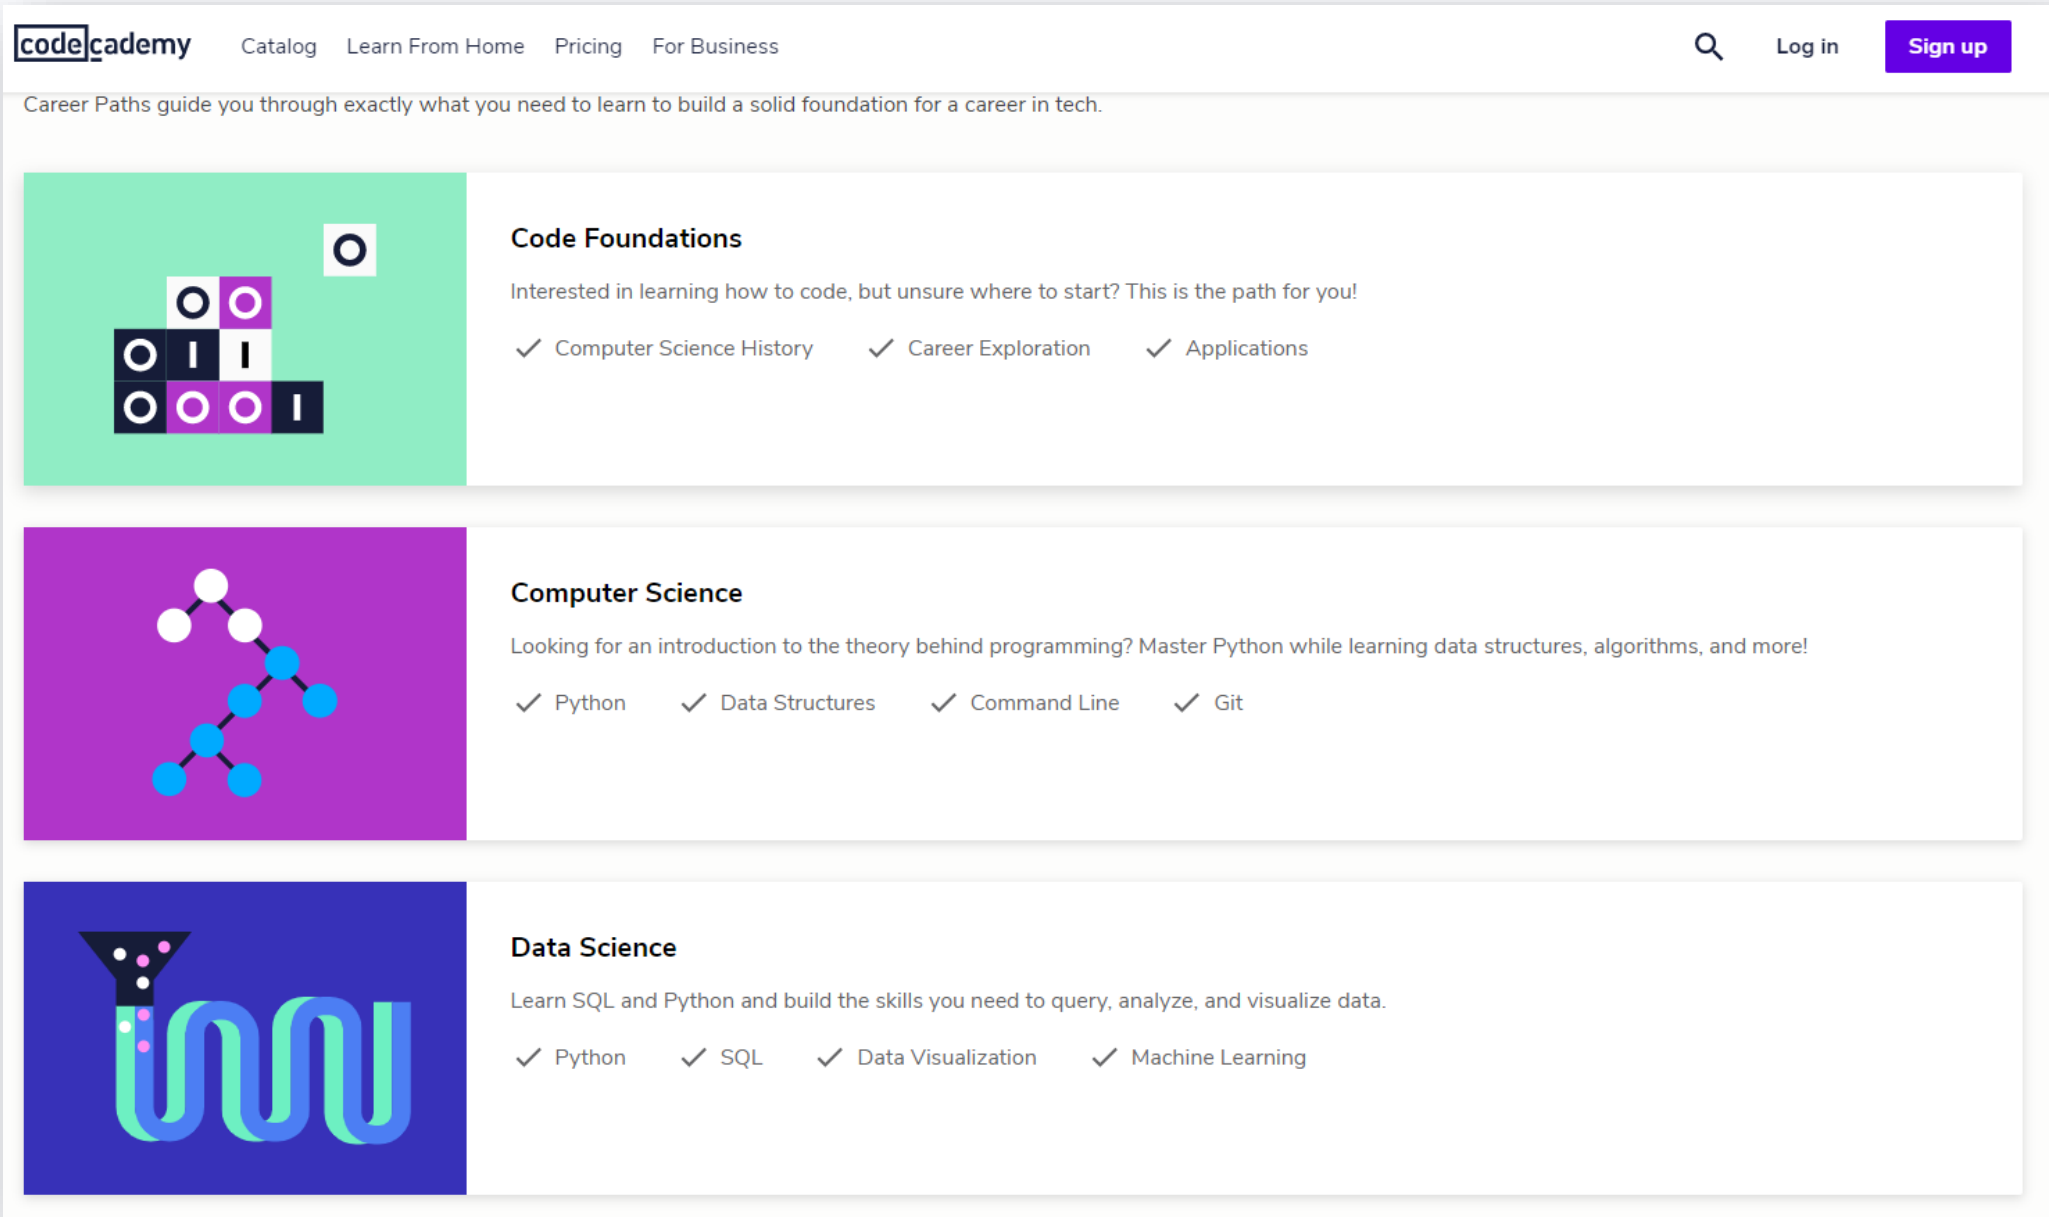 codecademy Catalog Learn From Home Pricing For Business Log in Sign up
Career Paths guide you through exactly what you need to learn to build a solid foundation for a career in tech.
O
O O
O I I
O O O I
Code Foundations
Interested in learning how to code, but unsure where to start? This is the path for you!
Computer Science History Career Exploration Applications
Computer Science
Looking for an introduction to the theory behind programming? Master Python while learning data structures, algorithms, and more!
Python Data Structures Command Line Git
Data Science
Learn SQL and Python and build the skills you need to query, analyze, and visualize data.
Python SQL Data Visualization Machine Learning